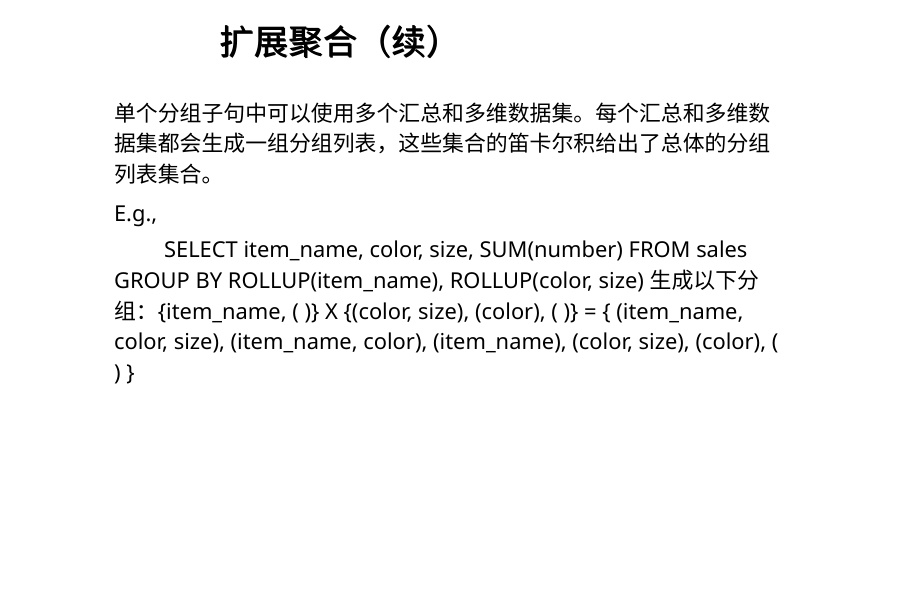 扩展聚合（续）
单个分组子句中可以使用多个汇总和多维数据集。每个汇总和多维数
据集都会生成一组分组列表，这些集合的笛卡尔积给出了总体的分组
列表集合。
E.g.,
SELECT item_name, color, size, SUM(number) FROM sales
GROUP BY ROLLUP(item_name), ROLLUP(color, size) 生成以下分
组：{item_name, ( )} X {(color, size), (color), ( )} = { (item_name,
color, size), (item_name, color), (item_name), (color, size), (color), (
) }